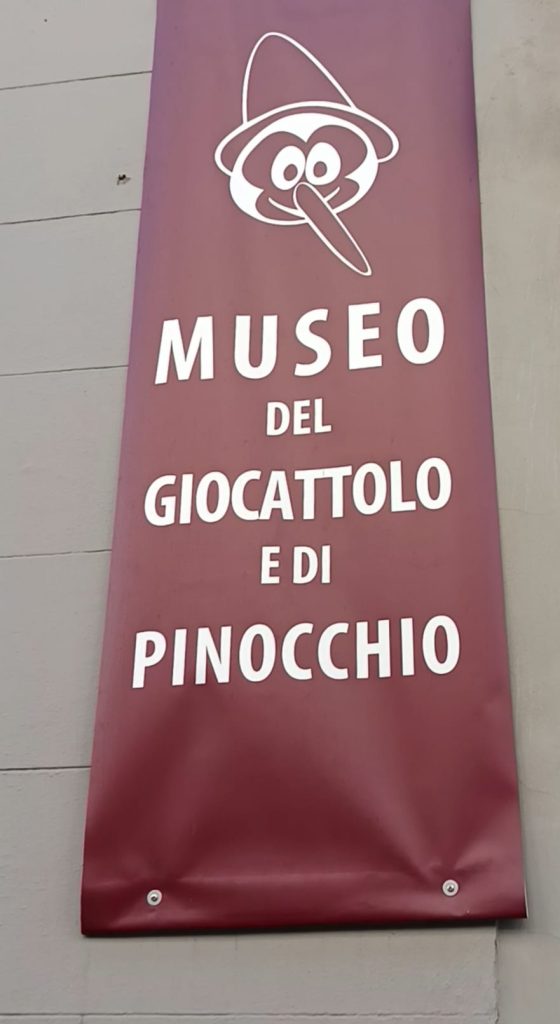 MUSEO
DEL
GIOCATTOLO
E DI
PINOCCHIO